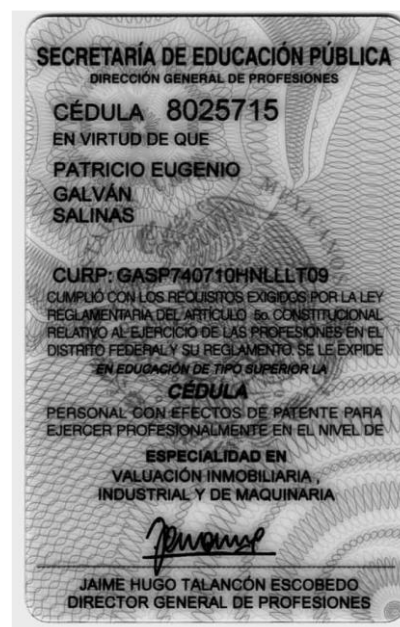 SECRETARÍA DE EDUCACIÓN PÚBLICA
DIRECCIÓN GENERAL DE PROFESIONES
CÉDULA 8025715
EN VIRTUD DE QUE
PATRICIO EUGENIO
GALVÁN
SALINAS
MEXICANOS
CURP: GASP740710HNLLLT09
CUMPLIÓ CON LOS REQUISITOS EXIGIDOS POR LA LEY
REGLAMENTARIA DEL ARTÍCULO 5o. CONSTITUCIONAL
RELATIVO AL EJERCICIO DE LAS PROFESIONES EN EL
DISTRITO FEDERAL Y SU REGLAMENTO. SE LE EXPIDE
EN EDUCACIÓN DE TIPO SUPERIOR LA
CÉDULA
PERSONAL CON EFECTOS DE PATENTE PARA
EJERCER PROFESIONALMENTE EN EL NIVEL DE
ESPECIALIDAD EN
VALUACIÓN INMOBILIARIA ,
INDUSTRIAL Y DE MAQUINARIA
JAIME HUGO TALANCÓN ESCOBEDO
DIRECTOR GENERAL DE PROFESIONES